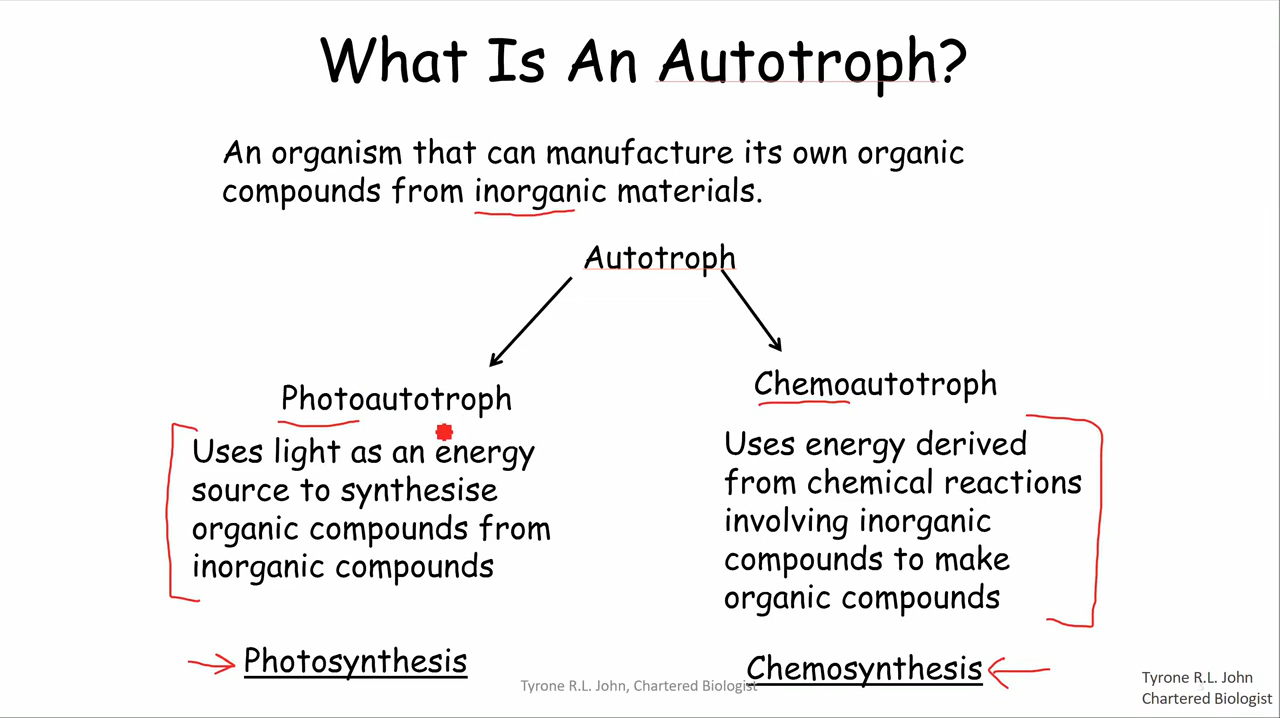 What Is An Autotroph?
An organism that can manufacture its own organic
compounds from inorganic materials.
Autotroph
Photoautotroph
Uses light as an energy
source to synthesise
organic compounds from
inorganic compounds
Photosynthesis
Chemoautotroph
Uses energy derived
from chemical reactions
involving inorganic
compounds to make
organic compounds
Chemosynthesis
Tyrone R.L. John, Chartered Biologist
Tyrone R.L. John
Chartered Biologist